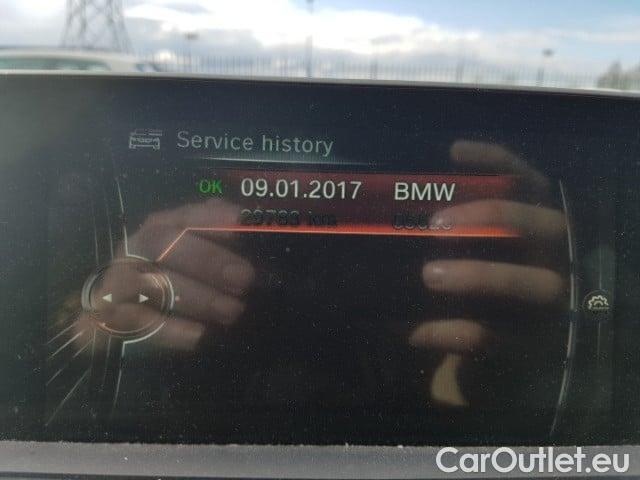 Service history
OK 09.01.2017 BMW
29783 km
CarOutlet.eu